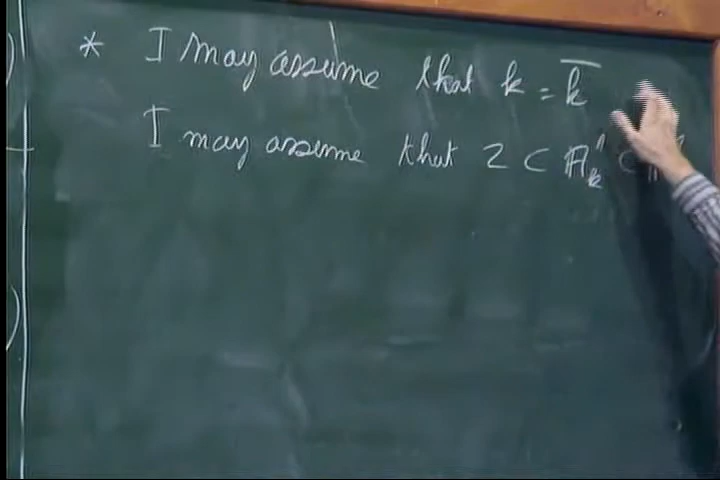 * I may assume that k = k̅
I may assume that Z ⊂ A¹ₖ ⊂